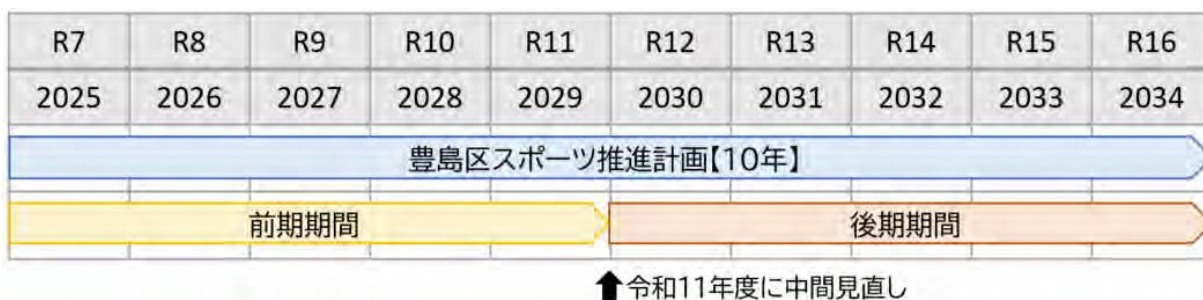 R7 R8 R9 R10 R11 R12 R13 R14 R15 R16
2025 2026 2027 2028 2029 2030 2031 2032 2033 2034
豊島区スポーツ推進計画【10年】
前期期間 後期期間
⬆令和11年度に中間見直し